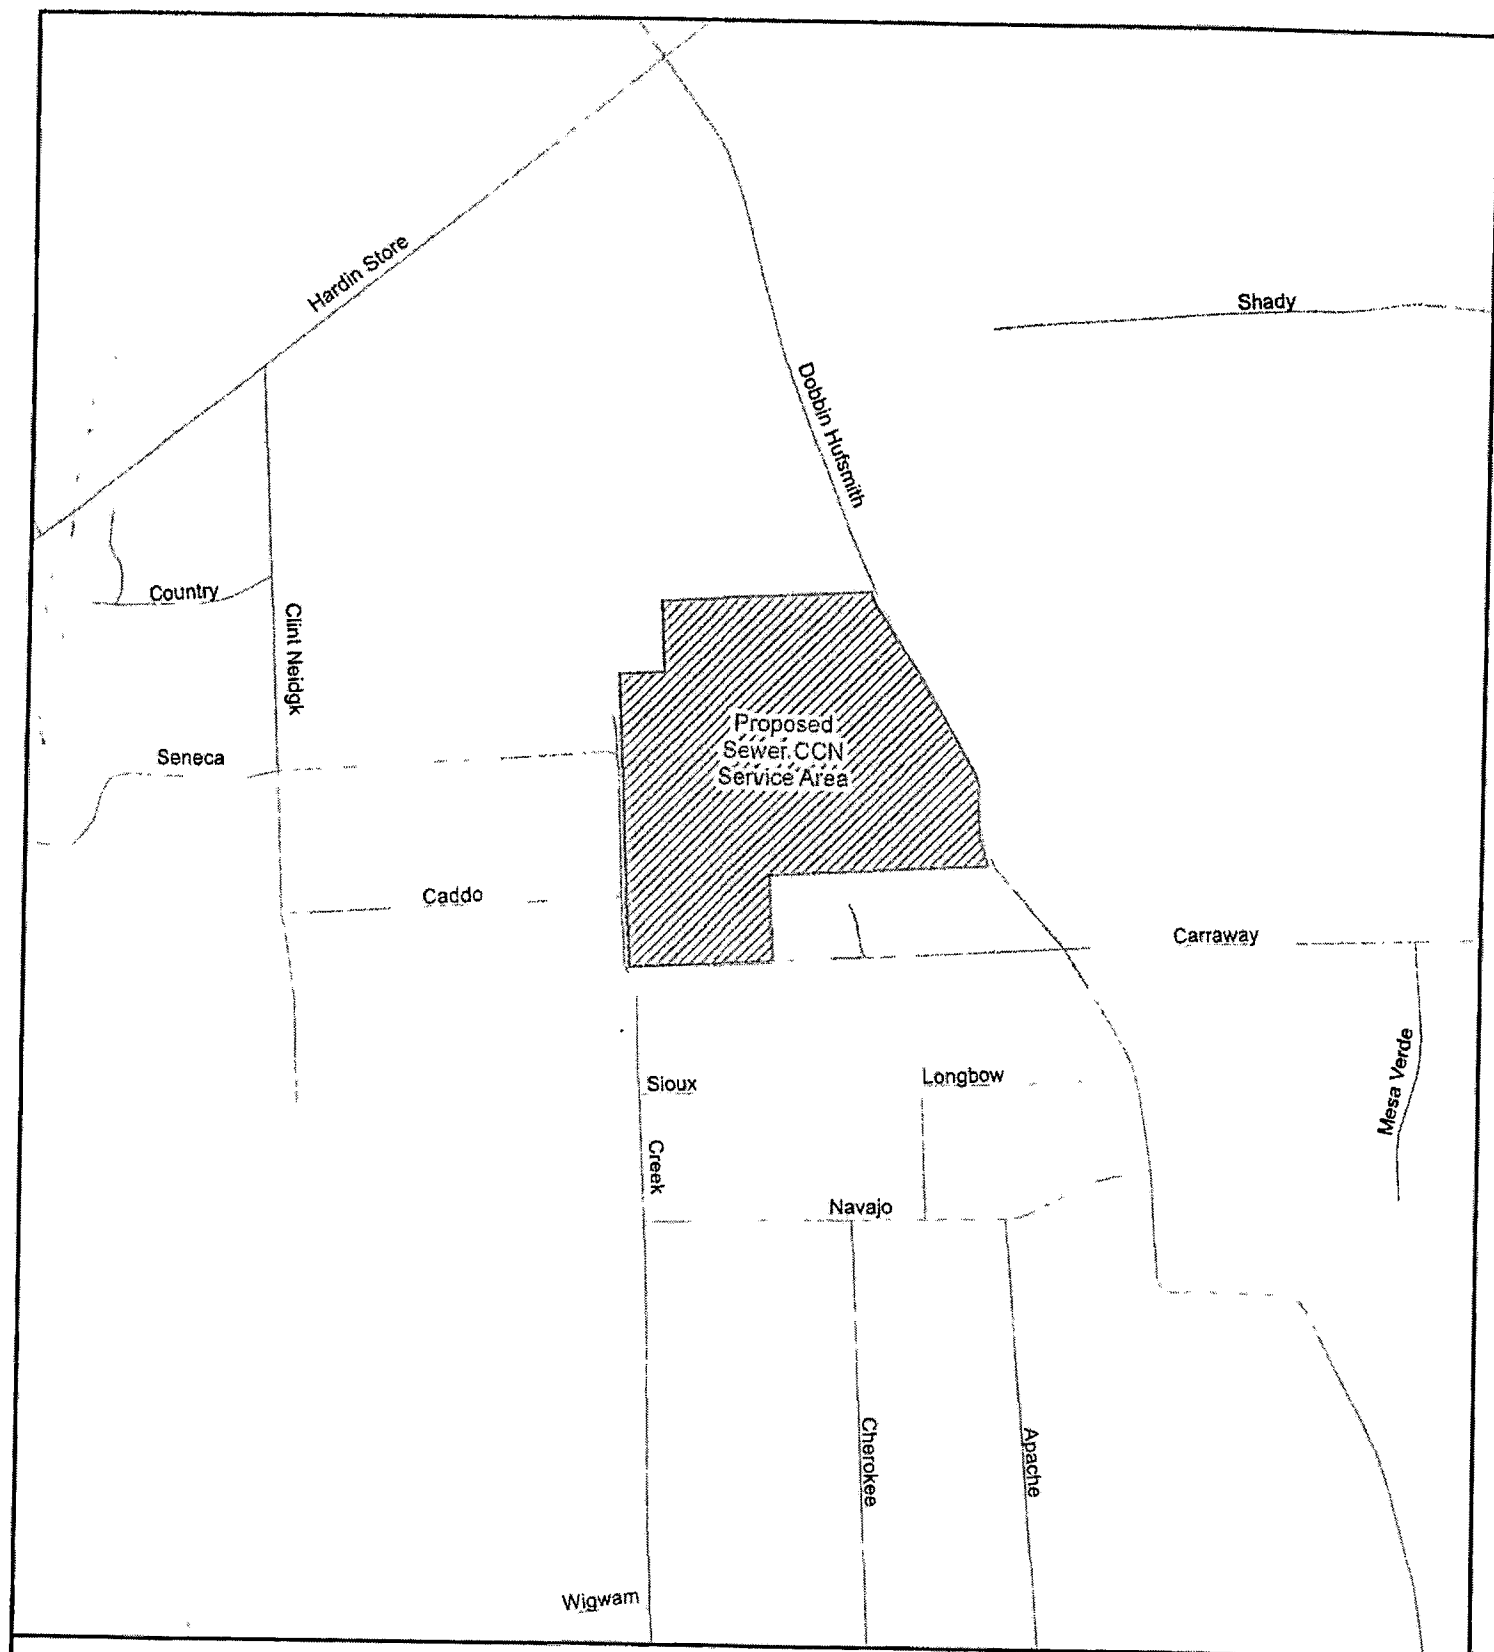 Hardin Store
Shady
Dobbin Hufsmith
Country
Clint Neidgk
Proposed
Sewer CCN
Service Area
Seneca
Caddo
Carraway
Mesa Verde
Sioux
Longbow
Creek
Navajo
Cherokee
Apache
Wigwam